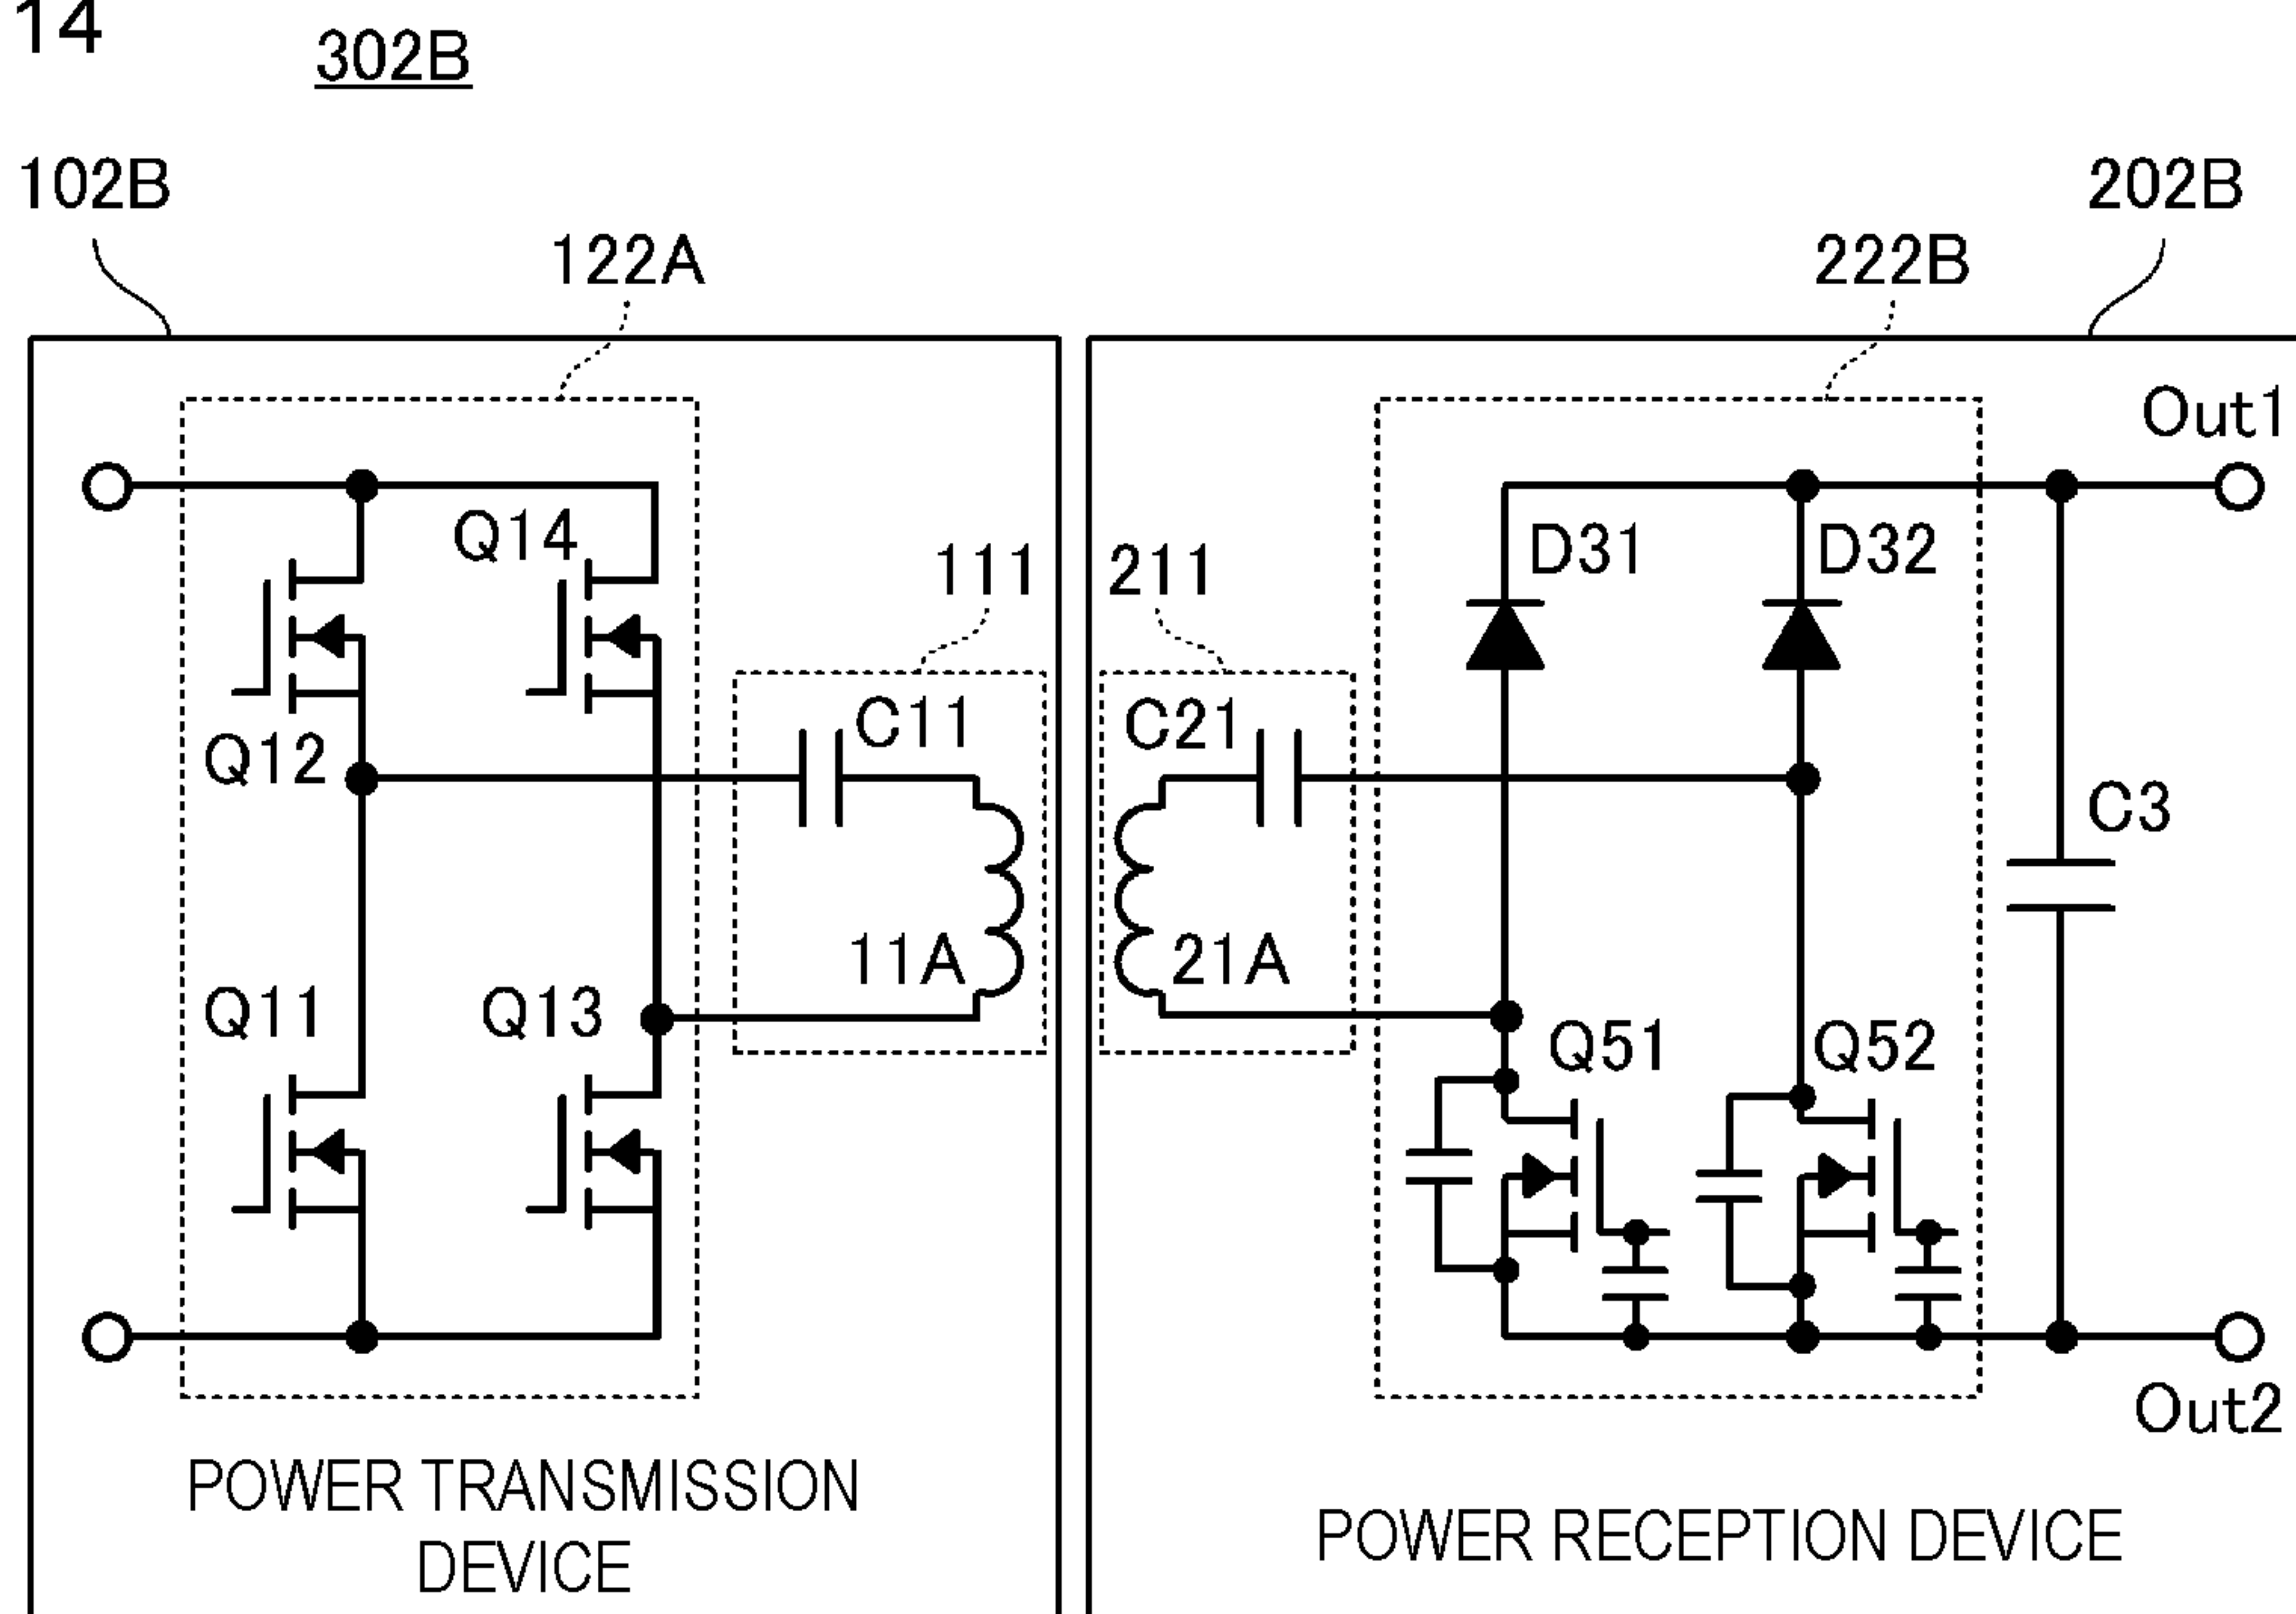 14
302B
102B
202B
122A
222B
Out1
Q14
D31
D32
111
211
C11
C21
Q12
C3
11A
21A
Q11
Q13
Q51
Q52
Out2
POWER TRANSMISSION
DEVICE
POWER RECEPTION DEVICE